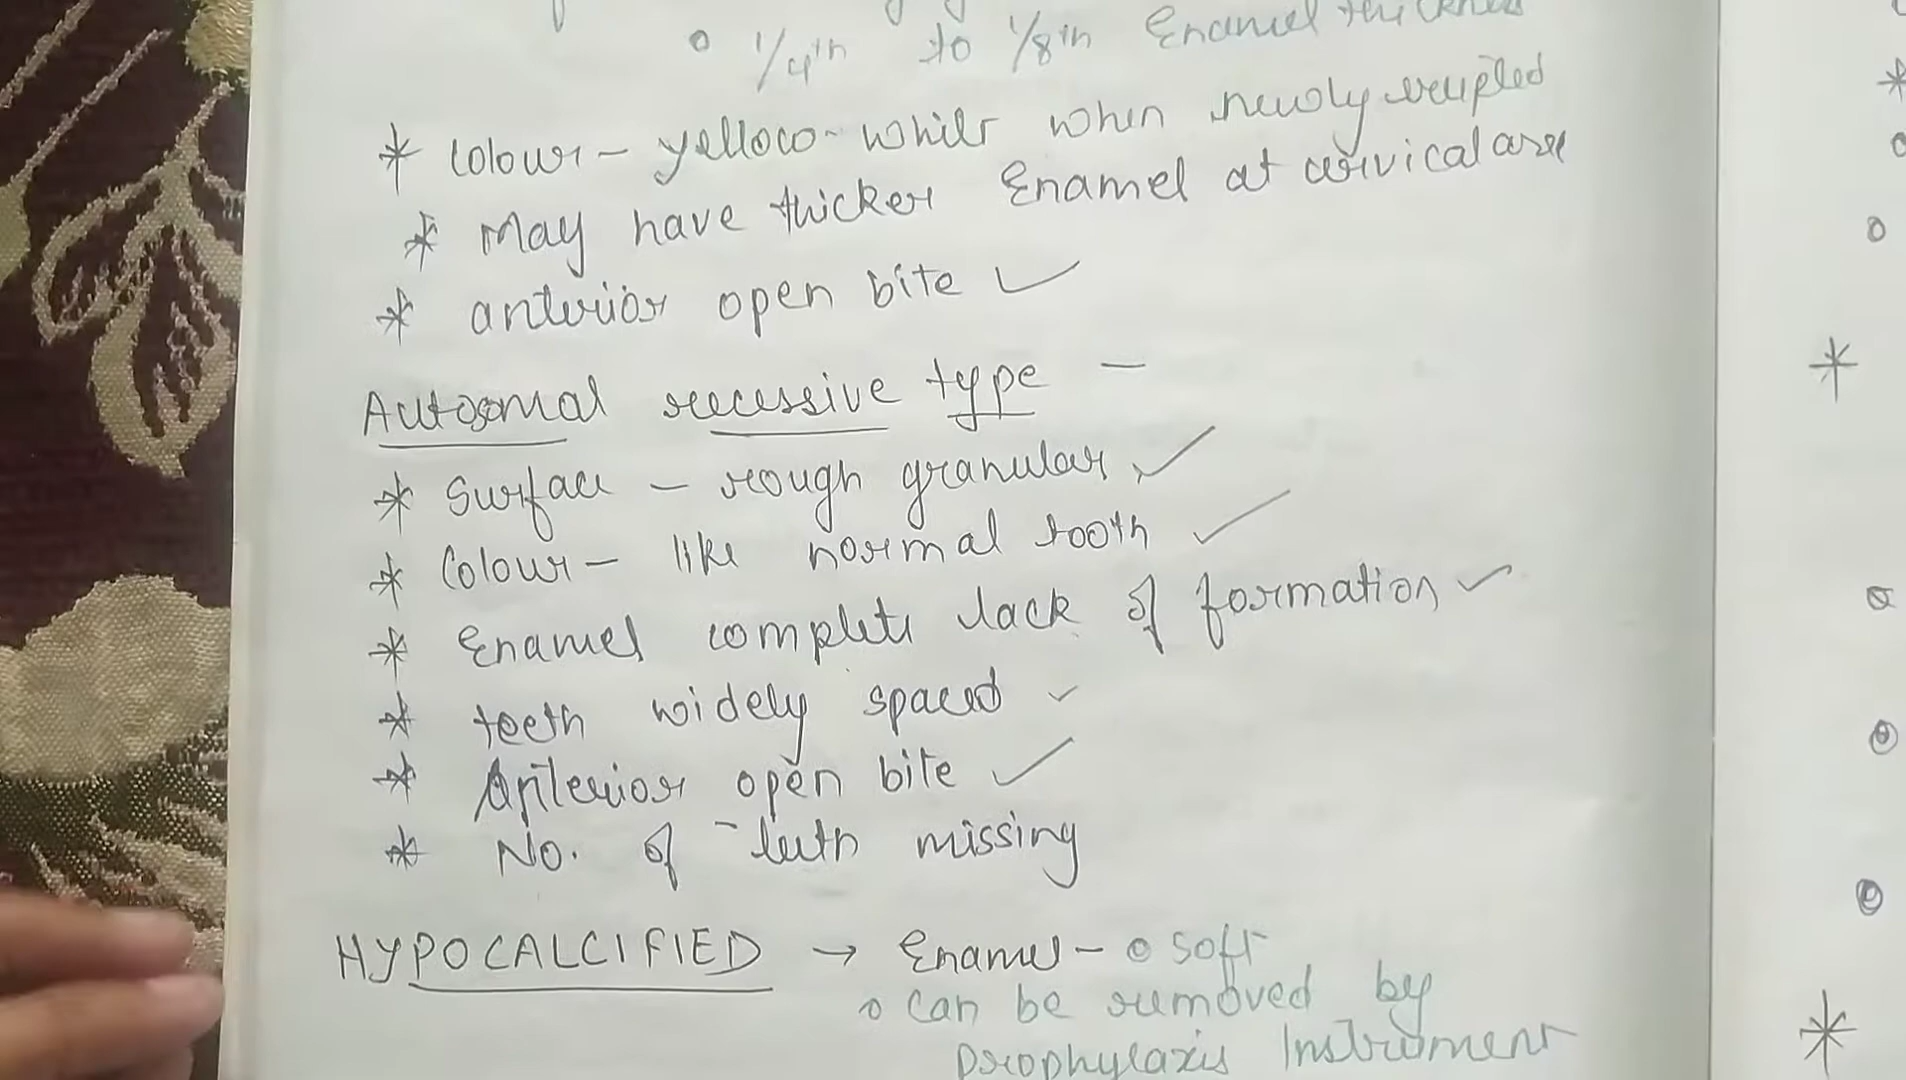 o 1/4th to 1/8th Enamel thickness
* Colour - yellow-white when newly erupted
* May have thicker Enamel at cervical area
* anterior open bite ✓
Autosomal recessive type -
* Surface - rough granular, ✓
* Colour - like normal tooth ✓
* Enamel complete lack of formation ✓
* teeth widely spaced ✓
* Anterior open bite ✓
* No. of teeth missing
HYPOCALCIFIED → Enamel - o soft
o can be removed by
Prophylaxis Instrument